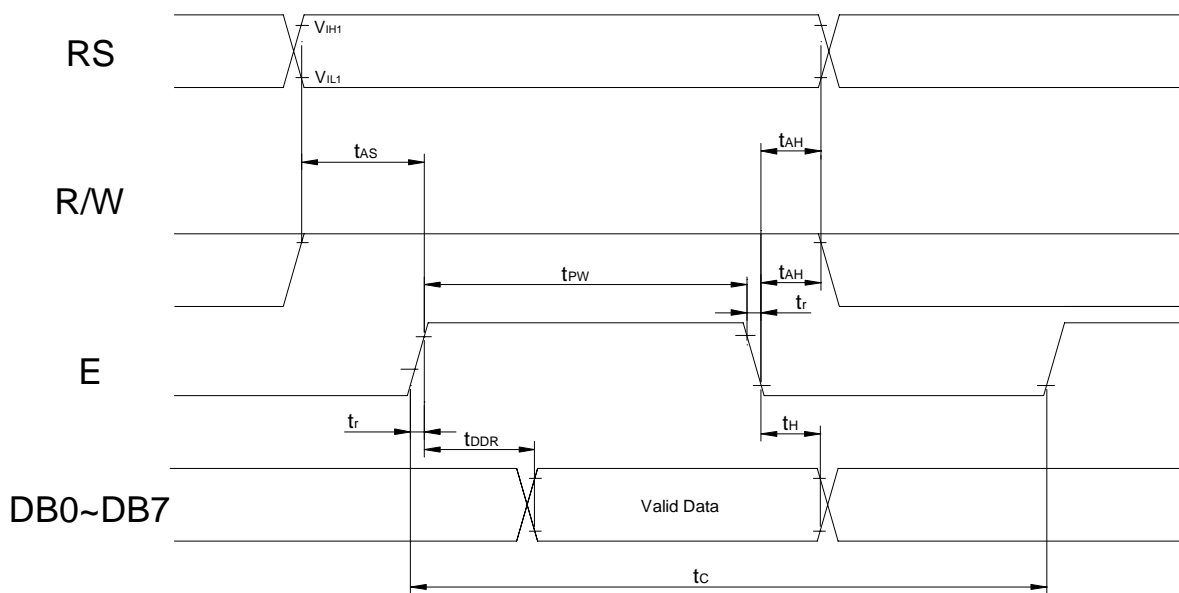 RS
VIH1
VIL1
tAS
tAH
R/W
tPW
tAH
tr
E
tr
tDDR
tH
DB0~DB7
Valid Data
tC